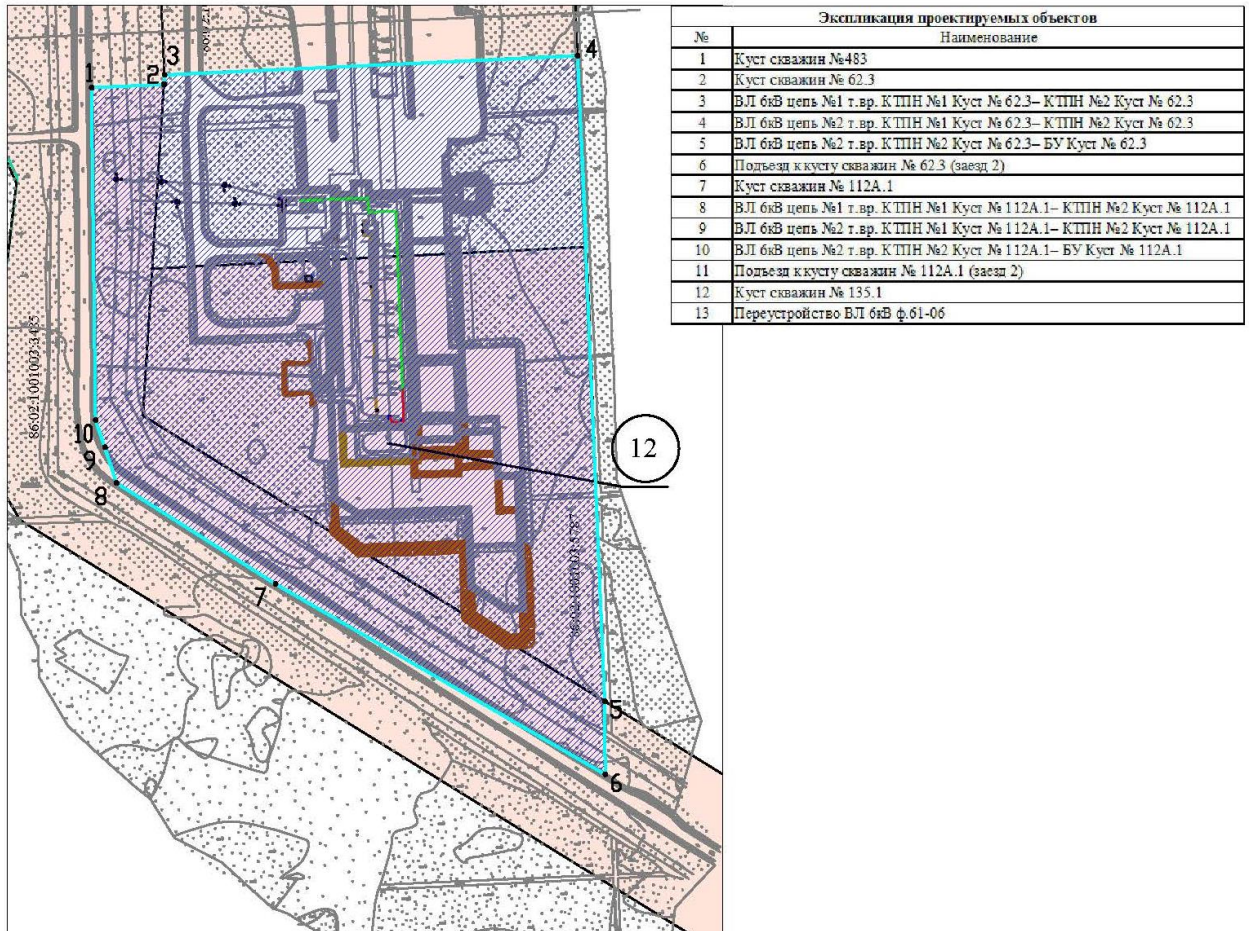 Экспликация проектируемых объектов
№ Наименование
1 Куст скважин №483
2 Куст скважин № 62.3
3 ВЛ 6кВ цепь №1 т.вр. КТПН №1 Куст № 62.3– КТПН №2 Куст № 62.3
4 ВЛ 6кВ цепь №2 т.вр. КТПН №1 Куст № 62.3– КТПН №2 Куст № 62.3
5 ВЛ 6кВ цепь №2 т.вр. КТПН №2 Куст № 62.3– БУ Куст № 62.3
6 Подъезд к кусту скважин № 62.3 (заезд 2)
7 Куст скважин № 112А.1
8 ВЛ 6кВ цепь №1 т.вр. КТПН №1 Куст № 112А.1– КТПН №2 Куст № 112А.1
9 ВЛ 6кВ цепь №2 т.вр. КТПН №1 Куст № 112А.1– КТПН №2 Куст № 112А.1
10 ВЛ 6кВ цепь №2 т.вр. КТПН №2 Куст № 112А.1– БУ Куст № 112А.1
11 Подъезд к кусту скважин № 112А.1 (заезд 2)
12 Куст скважин № 135.1
13 Переустройство ВЛ 6кВ ф.61-06
1
2
3
4
86:02:1001003:3435
12
10
9
8
7
86:02:1001003:5787
5
6